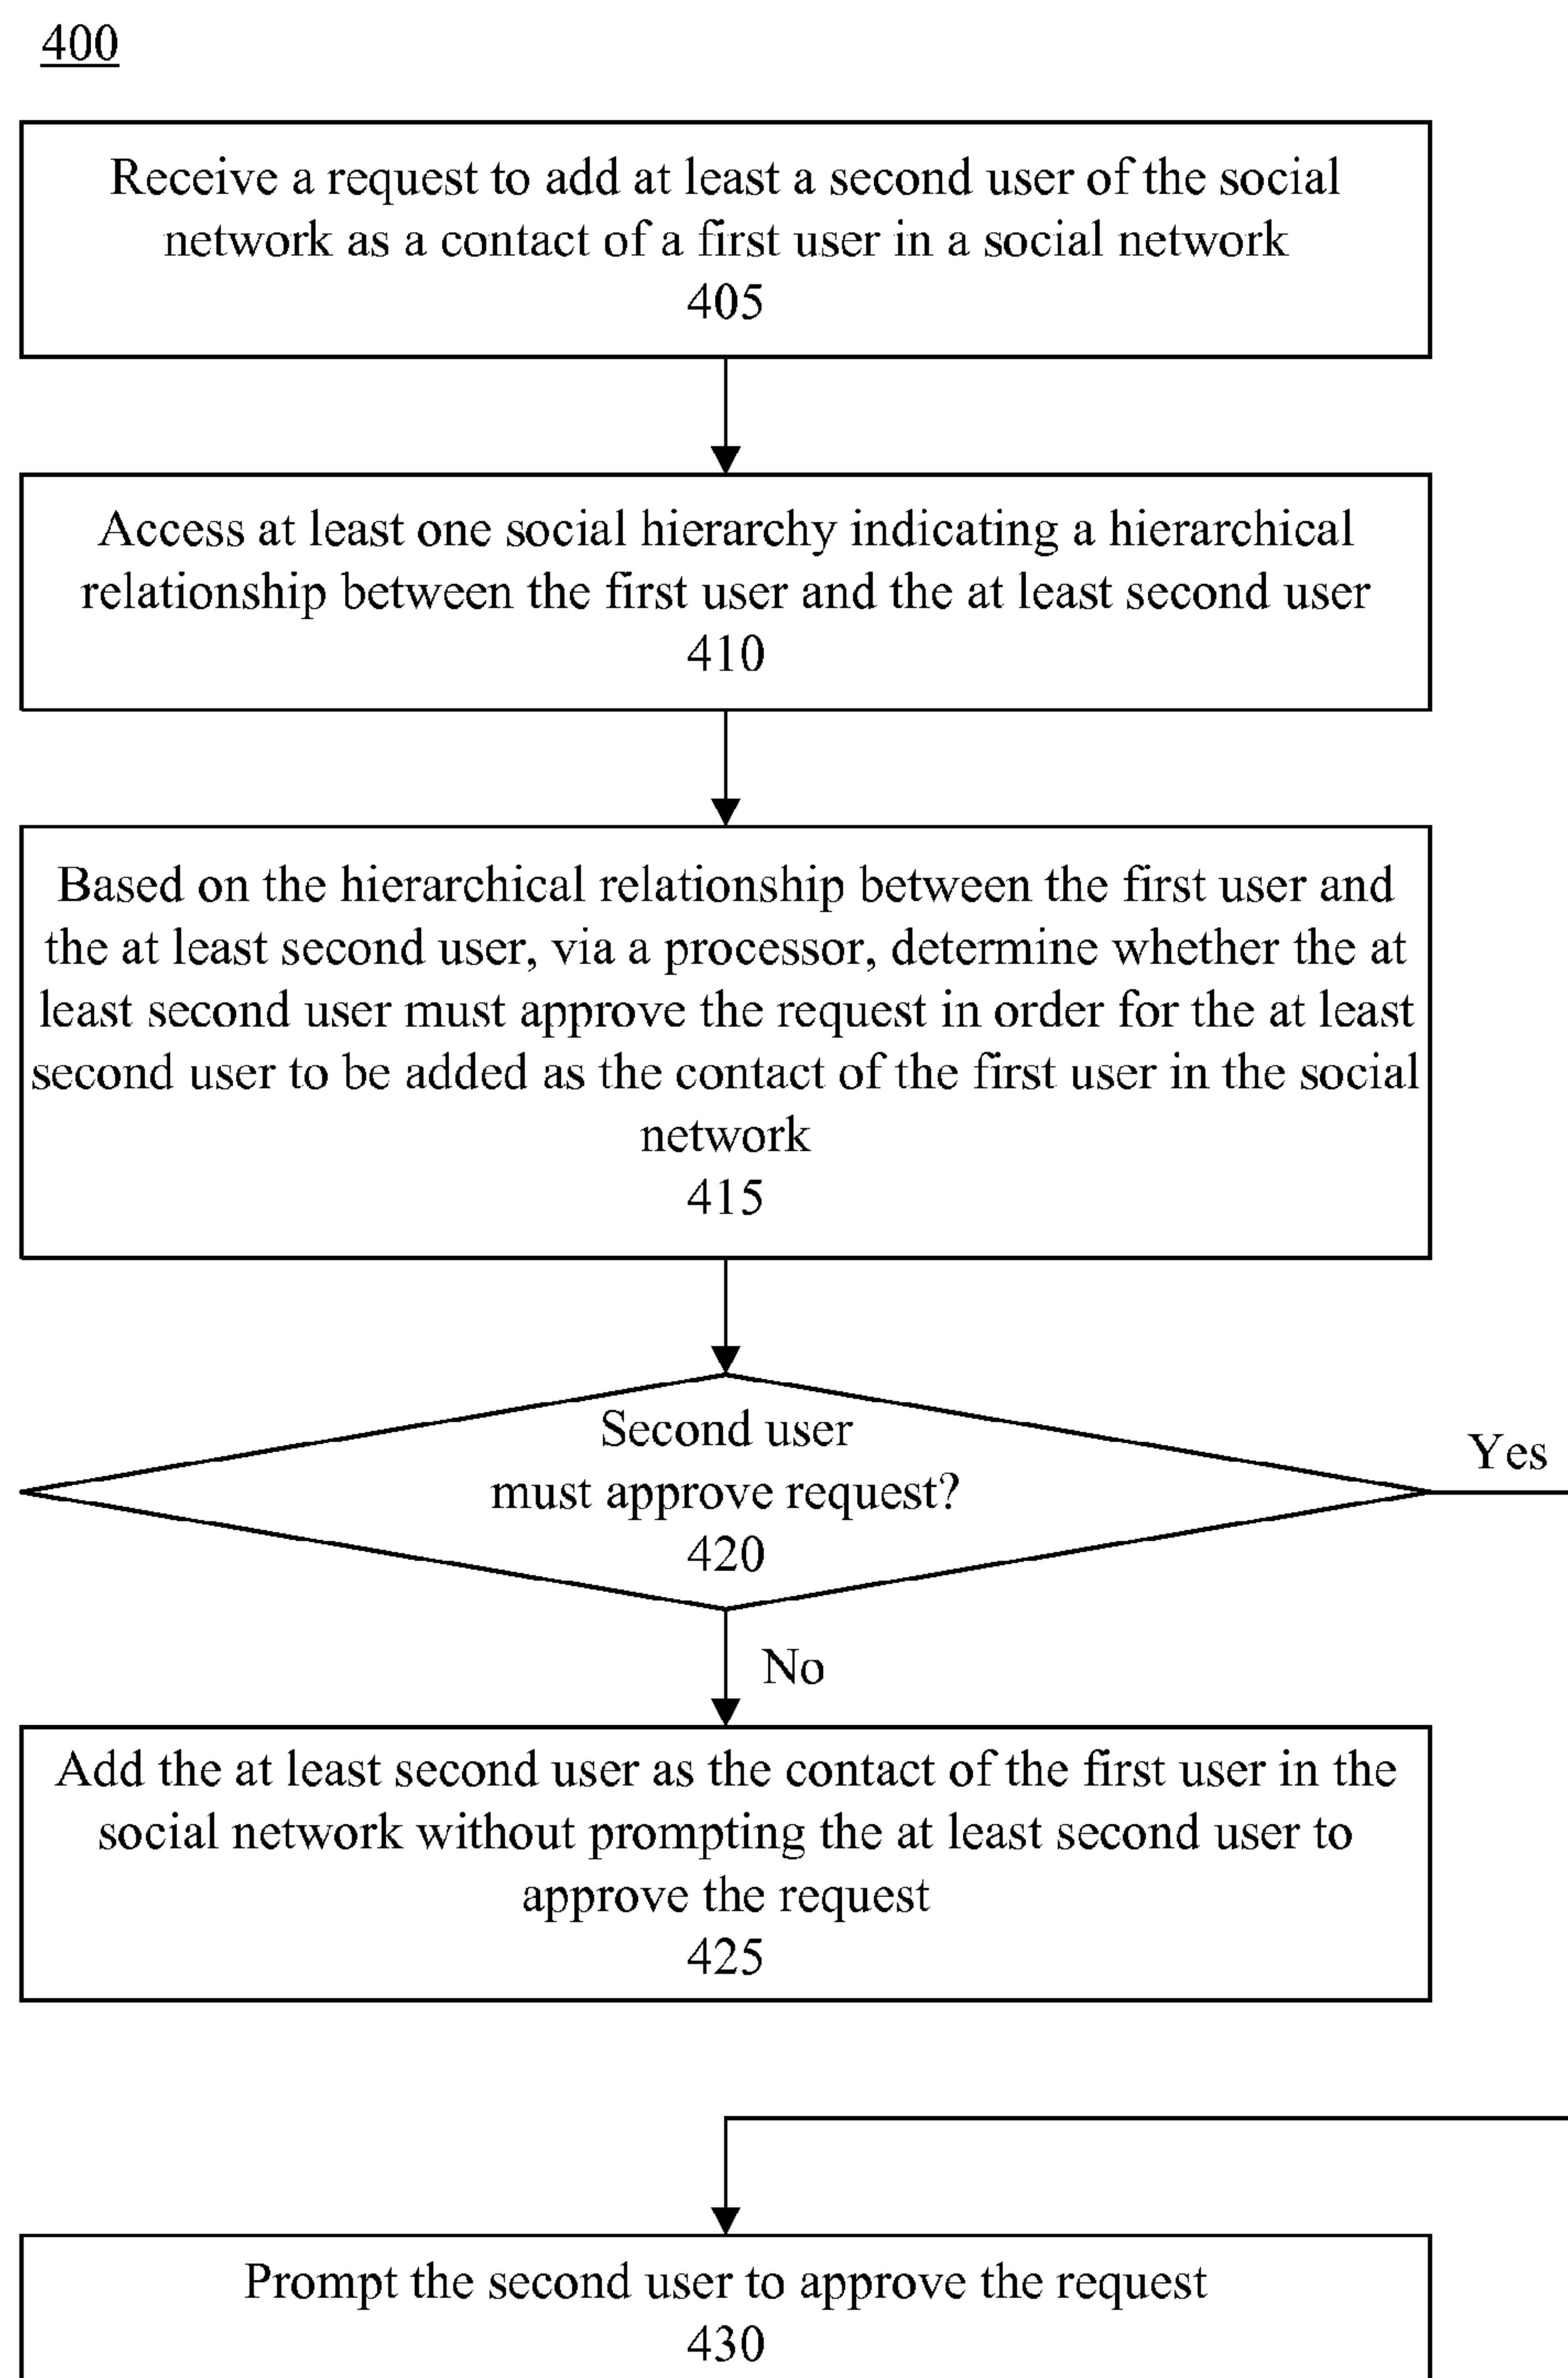 400
Receive a request to add at least a second user of the social
network as a contact of a first user in a social network
405
Access at least one social hierarchy indicating a hierarchical
relationship between the first user and the at least second user
410
Based on the hierarchical relationship between the first user and
the at least second user, via a processor, determine whether the at
least second user must approve the request in order for the at least
second user to be added as the contact of the first user in the social
network
415
Second user
must approve request?
420
Yes
No
Add the at least second user as the contact of the first user in the
social network without prompting the at least second user to
approve the request
425
Prompt the second user to approve the request
430